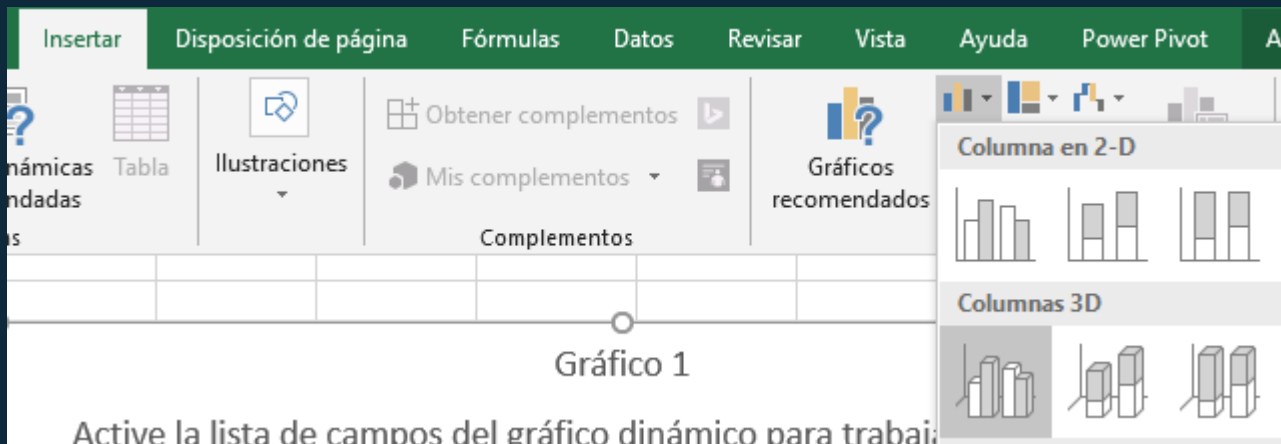 Insertar Disposición de página Fórmulas Datos Revisar Vista Ayuda Power Pivot A
Tabla
Ilustraciones
Obtener complementos
Mis complementos
Complementos
Gráficos
recomendados
Columna en 2-D
Columnas 3D
Gráfico 1
Active la lista de campos del gráfico dinámico para